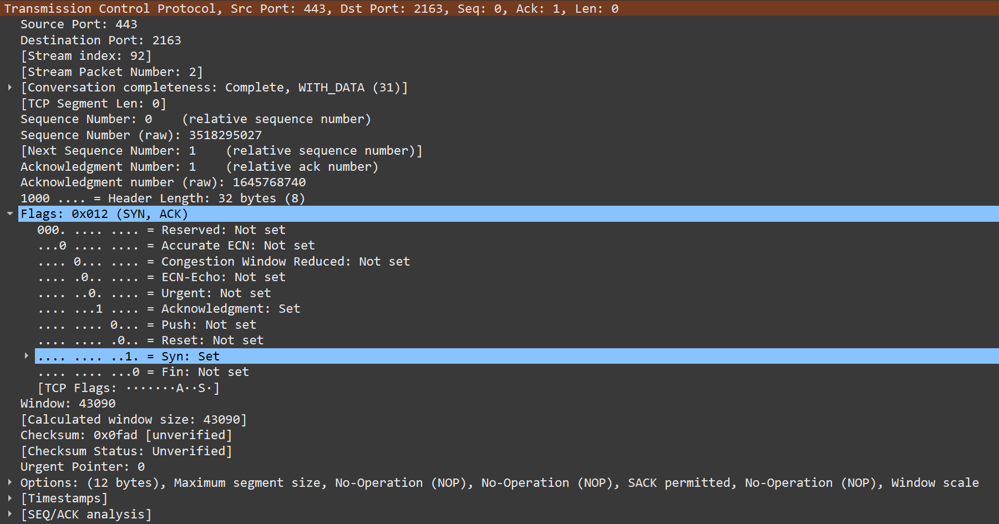 Transmission Control Protocol, Src Port: 443, Dst Port: 2163, Seq: 0, Ack: 1, Len: 0
Source Port: 443
Destination Port: 2163
[Stream index: 92]
[Stream Packet Number: 2]
[Conversation completeness: Complete, WITH_DATA (31)]
[TCP Segment Len: 0]
Sequence Number: 0    (relative sequence number)
Sequence Number (raw): 3518295027
[Next Sequence Number: 1    (relative sequence number)]
Acknowledgment Number: 1    (relative ack number)
Acknowledgment number (raw): 1645768740
1000 .... = Header Length: 32 bytes (8)
Flags: 0x012 (SYN, ACK)
000. .... .... = Reserved: Not set
...0 .... .... = Accurate ECN: Not set
.... 0... .... = Congestion Window Reduced: Not set
.... .0.. .... = ECN-Echo: Not set
.... ..0. .... = Urgent: Not set
.... ...1 .... = Acknowledgment: Set
.... .... 0... = Push: Not set
.... .... .0.. = Reset: Not set
.... .... ..1. = Syn: Set
.... .... ...0 = Fin: Not set
[TCP Flags: ·······A··S·]
Window: 43090
[Calculated window size: 43090]
Checksum: 0x0fad [unverified]
[Checksum Status: Unverified]
Urgent Pointer: 0
Options: (12 bytes), Maximum segment size, No-Operation (NOP), No-Operation (NOP), SACK permitted, No-Operation (NOP), Window scale
[Timestamps]
[SEQ/ACK analysis]